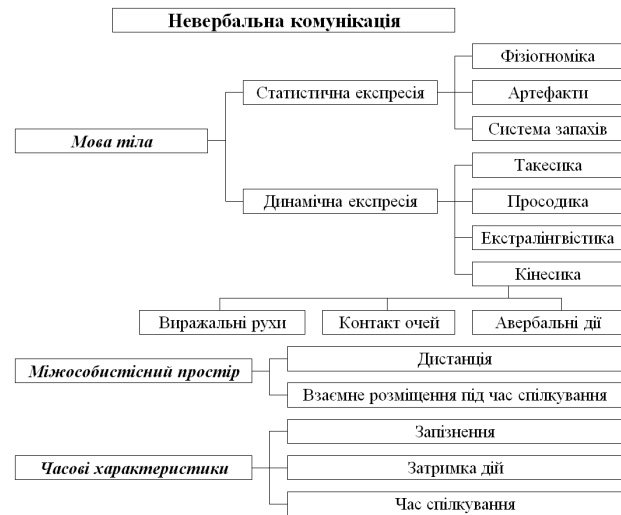 Невербальна комунікація
Фізіогноміка
Статистична експресія
Артефакти
Система запахів
Мова тіла
Такесика
Динамічна експресія
Просодика
Екстралінгвістика
Кінесика
Виражальні рухи
Контакт очей
Авербальні дії
Міжособистісний простір
Дистанція
Взаємне розміщення під час спілкування
Запізнення
Часові характеристики
Затримка дій
Час спілкування